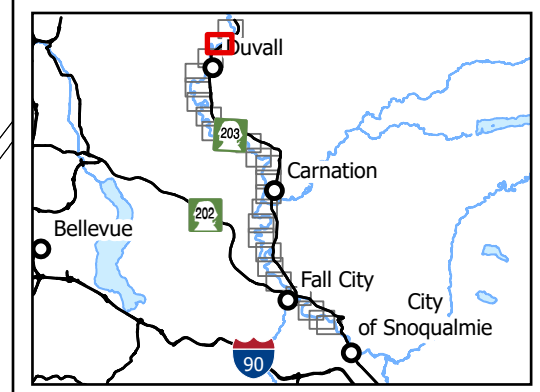 Duvall
203
Carnation
202
Bellevue
Fall City
City
of Snoqualmie
90